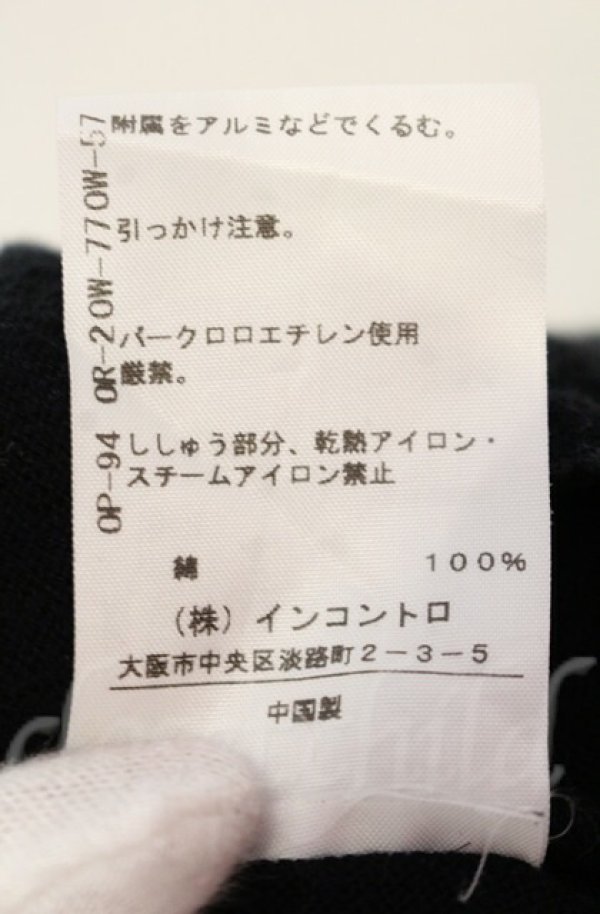 OW-57
附属をアルミなどでくるむ。
OW-77
引っかけ注意。
OR-2
パークロロエチレン使用
厳禁。
OP-94
ししゅう部分、乾熱アイロン・
スチームアイロン禁止
綿 100%
（株）インコントロ
大阪市中央区淡路町２－３－５
中国製